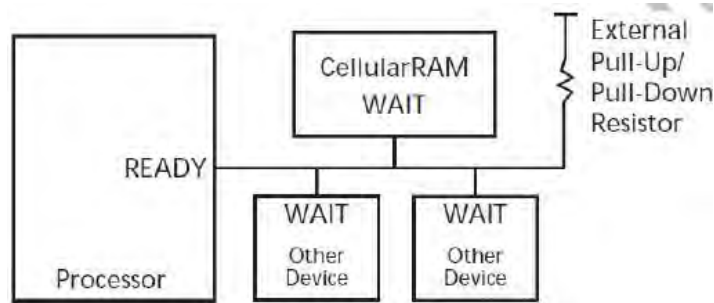 CellularRAM
WAIT
External
Pull-Up/
Pull-Down
Resistor
READY
WAIT
Other
Device
WAIT
Other
Device
Processor